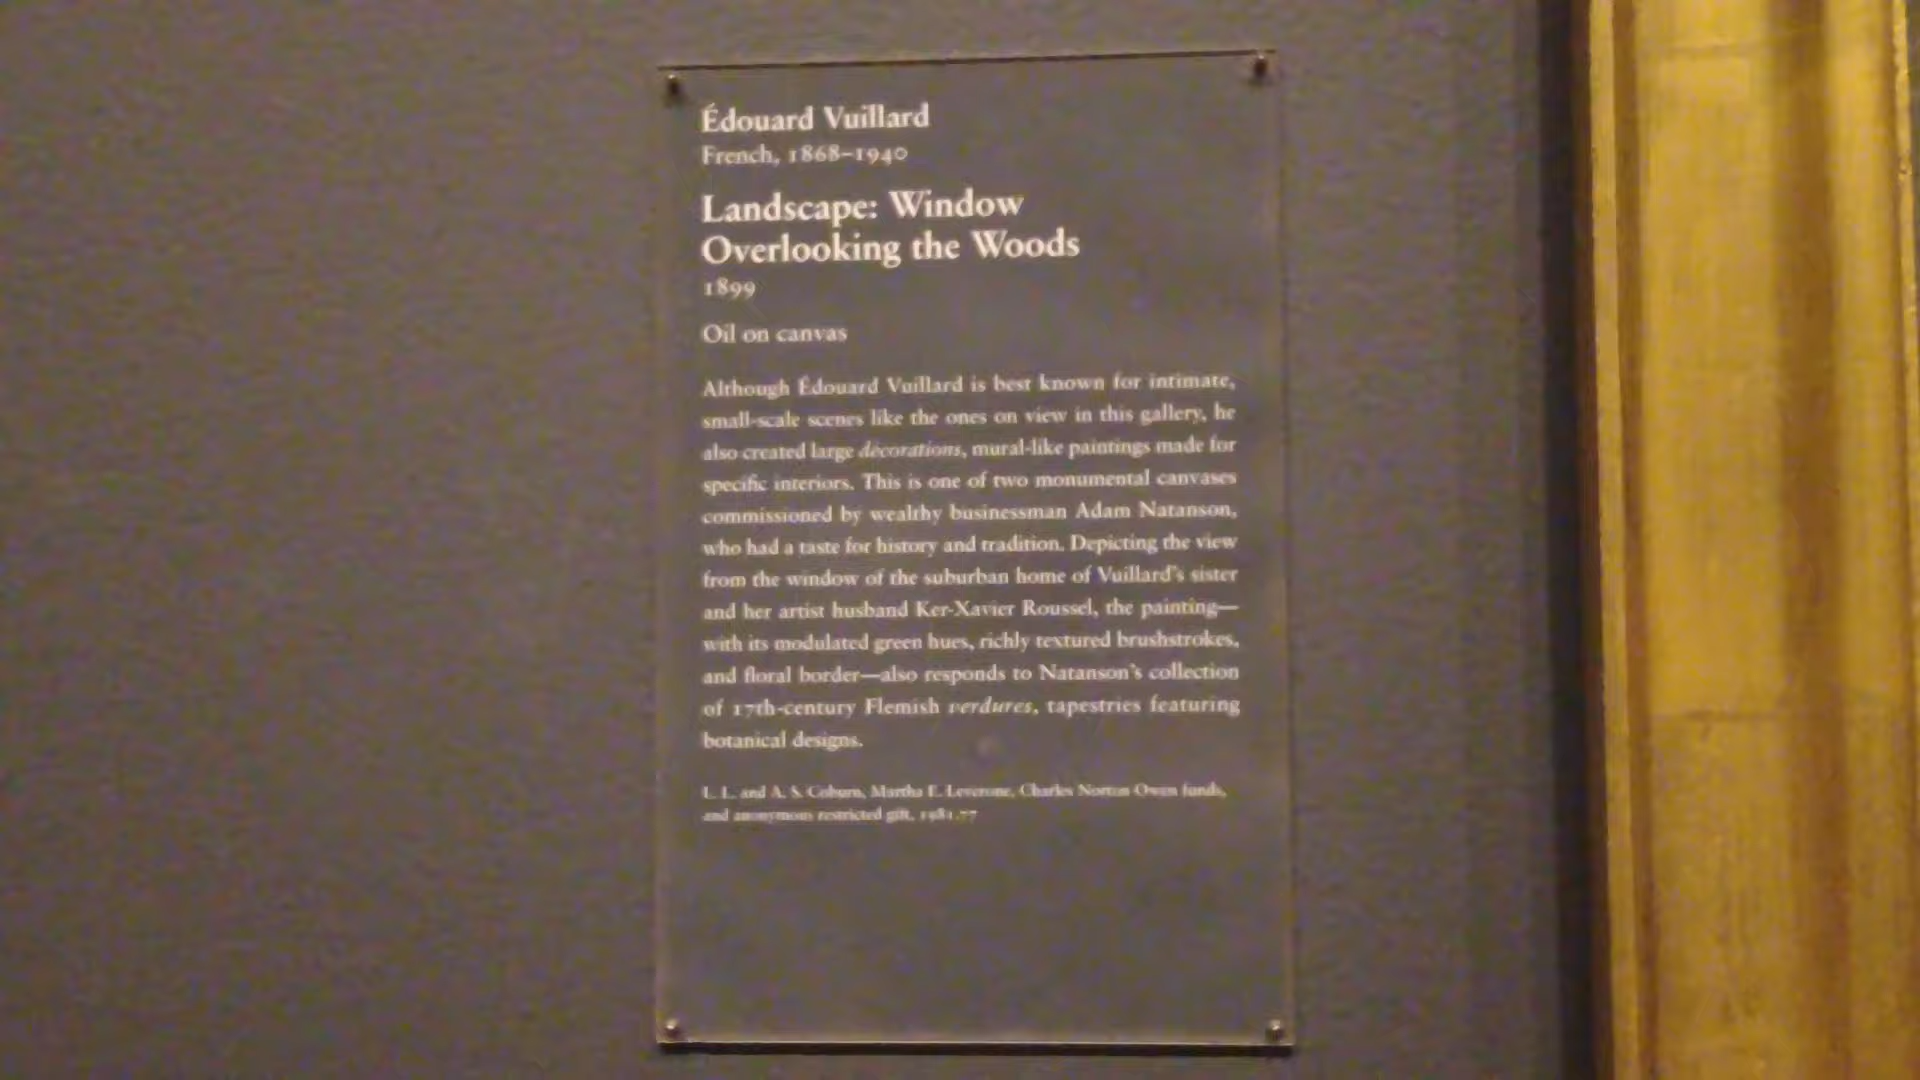 Édouard Vuillard
French, 1868–1940
Landscape: Window
Overlooking the Woods
1899
Oil on canvas
Although Édouard Vuillard is best known for intimate,
small-scale scenes like the ones on view in this gallery, he
also created large décorations, mural-like paintings made for
specific interiors. This is one of two monumental canvases
commissioned by wealthy businessman Adam Natanson,
who had a taste for history and tradition. Depicting the view
from the window of the suburban home of Vuillard's sister
and her artist husband Ker-Xavier Roussel, the painting—
with its modulated green hues, richly textured brushstrokes,
and floral border—also responds to Natanson's collection
of 17th-century Flemish verdures, tapestries featuring
botanical designs.
L. L. and A. S. Coburn, Martha E. Leverone, Charles Norton Owen funds,
and anonymous restricted gift, 1981.77